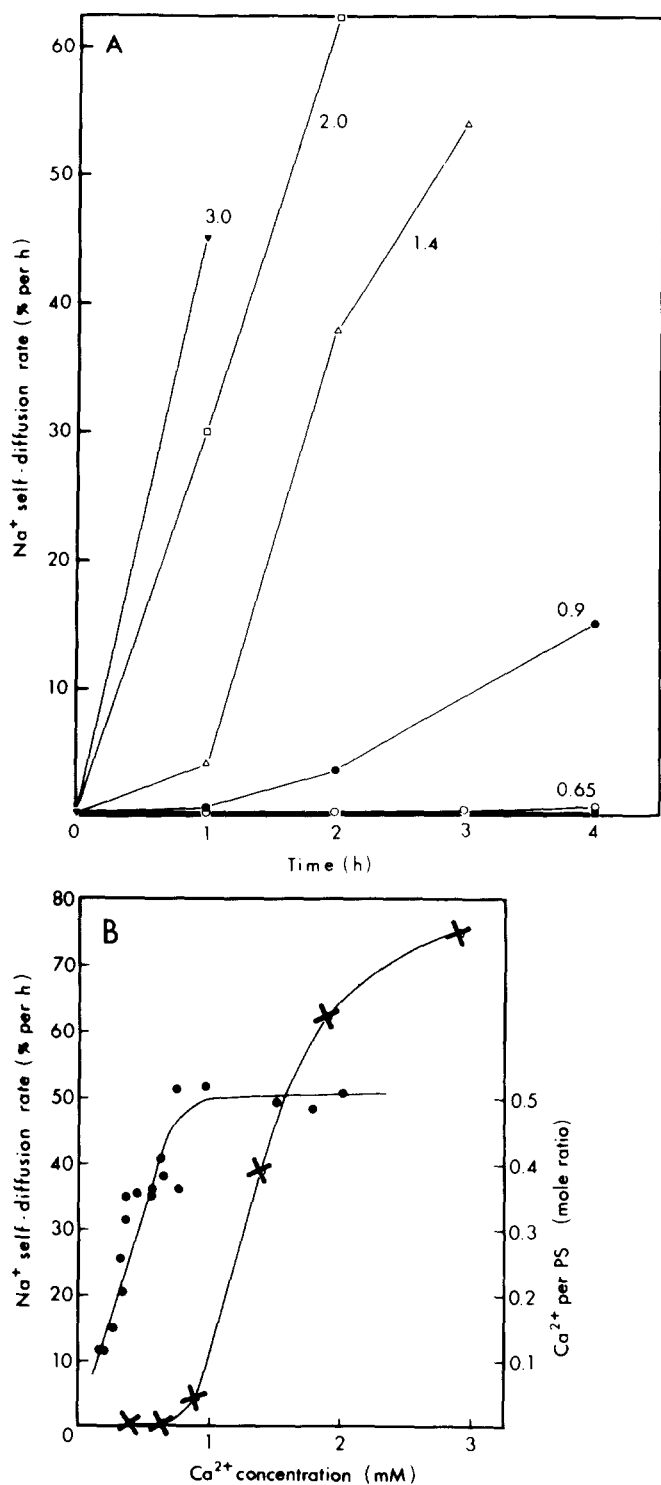 A
Na+ self-diffusion rate (% per h)
60
50
40
30
20
10
3.0
2.0
1.4
0.9
0.65
0 1 2 3 4
Time (h)
B
Na+ self-diffusion rate (% per h)
80
70
60
50
40
30
20
10
0
0.5
0.4
0.3
0.2
0.1
Ca2+ per PS (mole ratio)
1 2 3
Ca2+ concentration (mM)